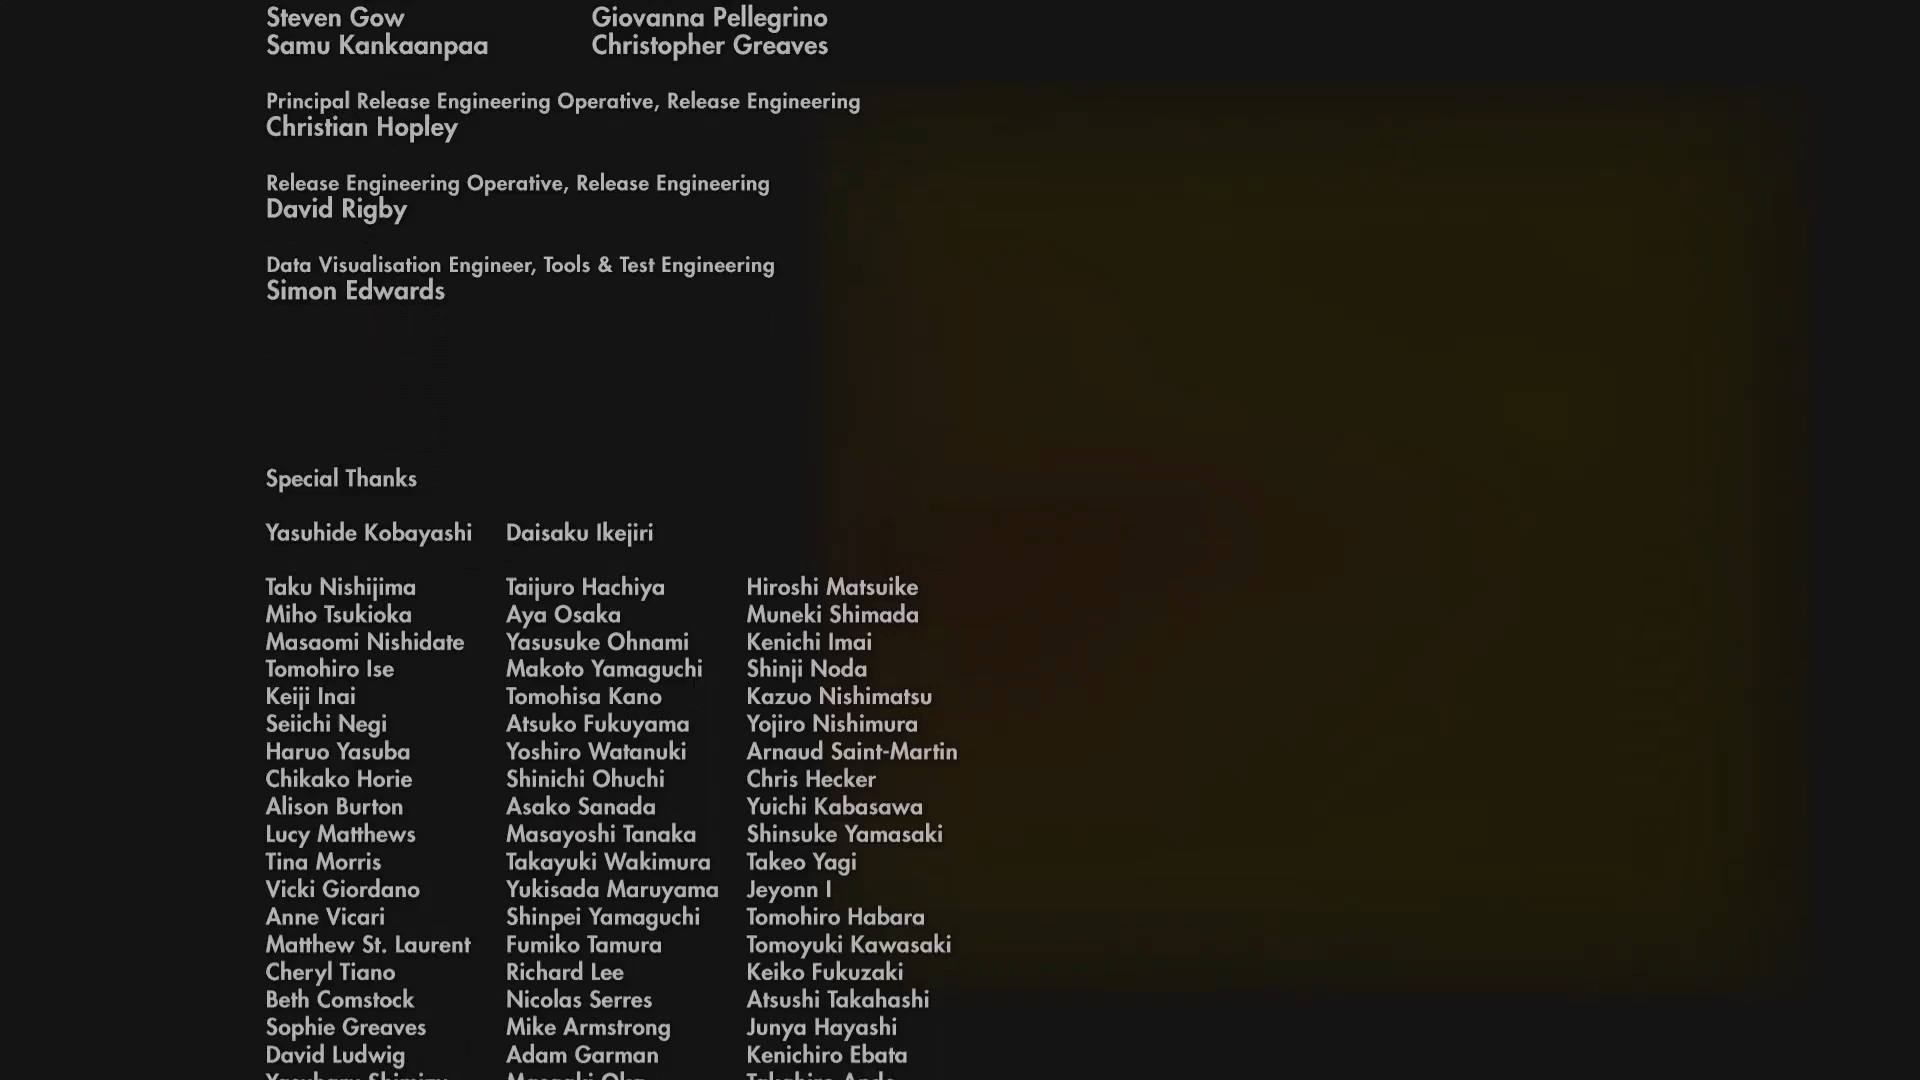 Steven Gow Giovanna Pellegrino
Samu Kankaanpaa Christopher Greaves
Principal Release Engineering Operative, Release Engineering
Christian Hopley
Release Engineering Operative, Release Engineering
David Rigby
Data Visualisation Engineer, Tools & Test Engineering
Simon Edwards
Special Thanks
Yasuhide Kobayashi Daisaku Ikejiri
Taku Nishijima Taijuro Hachiya Hiroshi Matsuike
Miho Tsukioka Aya Osaka Muneki Shimada
Masaomi Nishidate Yasusuke Ohnami Kenichi Imai
Tomohiro Ise Makoto Yamaguchi Shinji Noda
Keiji Inai Tomohisa Kano Kazuo Nishimatsu
Seiichi Negi Atsuko Fukuyama Yojiro Nishimura
Haruo Yasuba Yoshiro Watanuki Arnaud Saint-Martin
Chikako Horie Shinichi Ohuchi Chris Hecker
Alison Burton Asako Sanada Yuichi Kabasawa
Lucy Matthews Masayoshi Tanaka Shinsuke Yamasaki
Tina Morris Takayuki Wakimura Takeo Yagi
Vicki Giordano Yukisada Maruyama Jeyonn I
Anne Vicari Shinpei Yamaguchi Tomohiro Habara
Matthew St. Laurent Fumiko Tamura Tomoyuki Kawasaki
Cheryl Tiano Richard Lee Keiko Fukuzaki
Beth Comstock Nicolas Serres Atsushi Takahashi
Sophie Greaves Mike Armstrong Junya Hayashi
David Ludwig Adam Garman Kenichiro Ebata